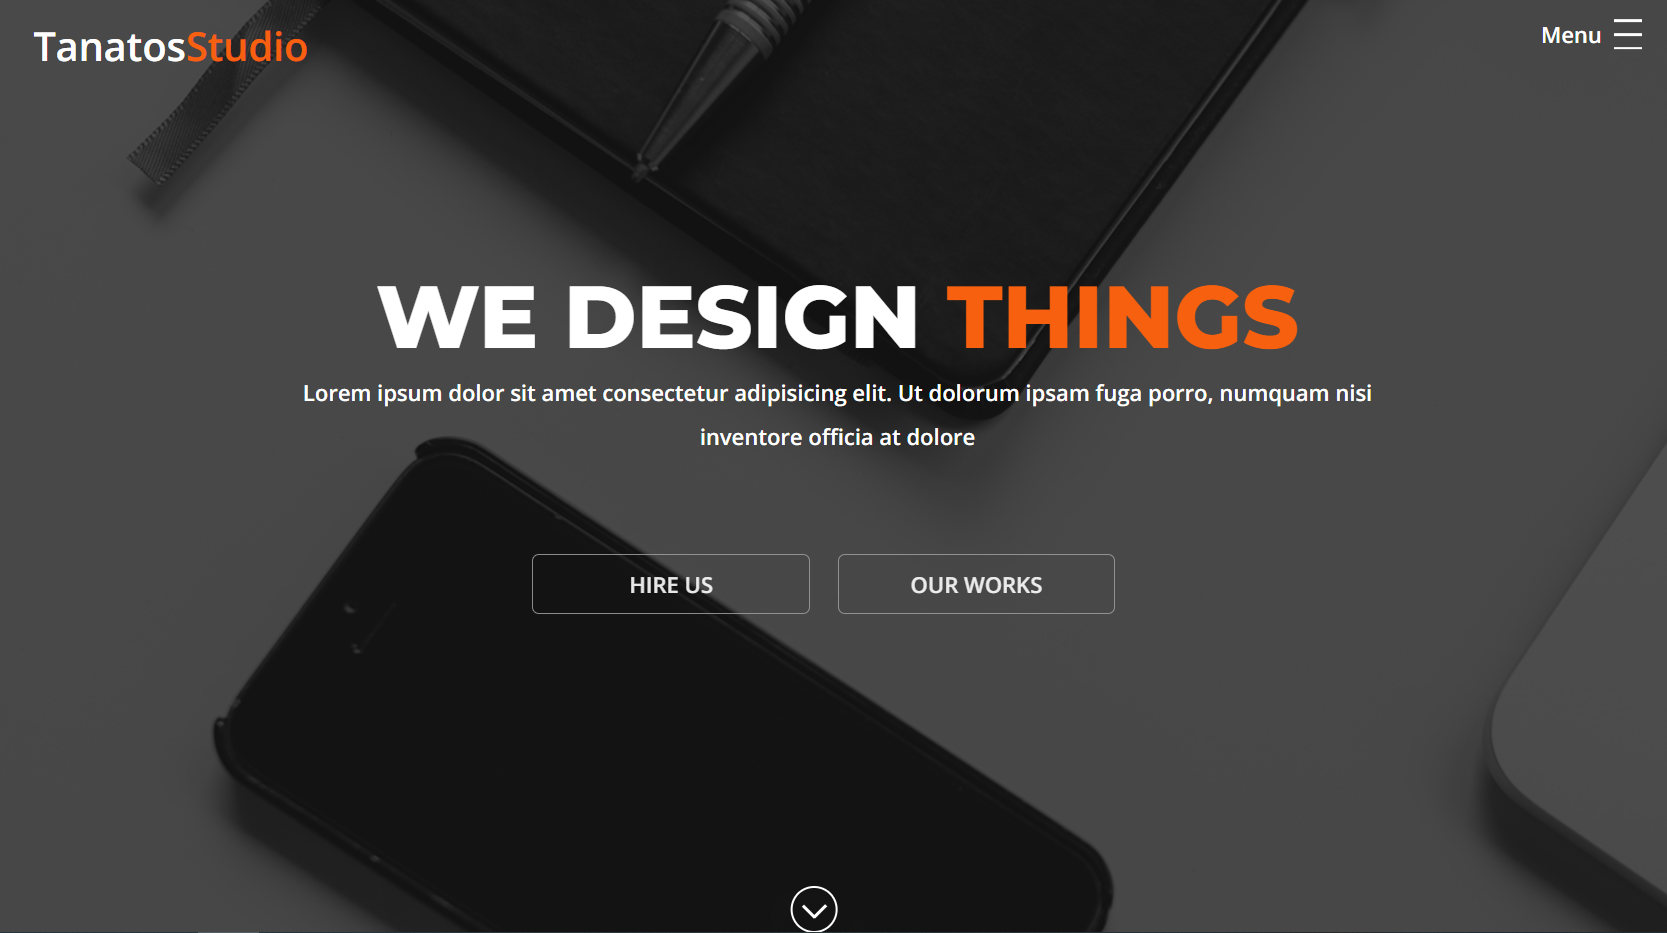 TanatosStudio
Menu
WE DESIGN THINGS
Lorem ipsum dolor sit amet consectetur adipisicing elit. Ut dolorum ipsam fuga porro, numquam nisi
inventore officia at dolore
HIRE US
OUR WORKS